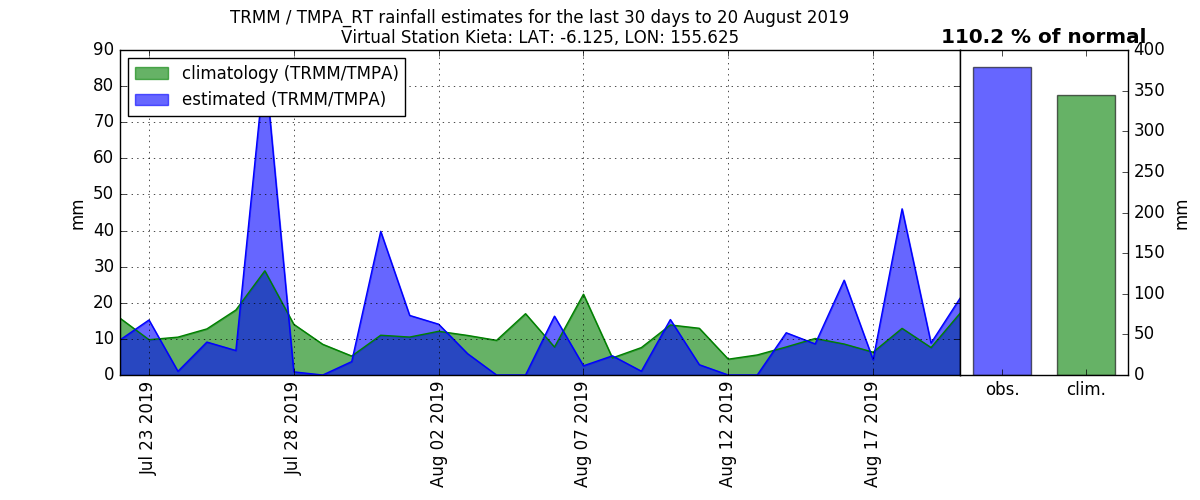 TRMM / TMPA_RT rainfall estimates for the last 30 days to 20 August 2019
Virtual Station Kieta: LAT: -6.125, LON: 155.625
110.2 % of normal
climatology (TRMM/TMPA)
estimated (TRMM/TMPA)
90
80
70
60
50
40
30
20
10
0
mm
Jul 23 2019
Jul 28 2019
Aug 02 2019
Aug 07 2019
Aug 12 2019
Aug 17 2019
obs.
clim.
400
350
300
250
200
150
100
50
0
mm